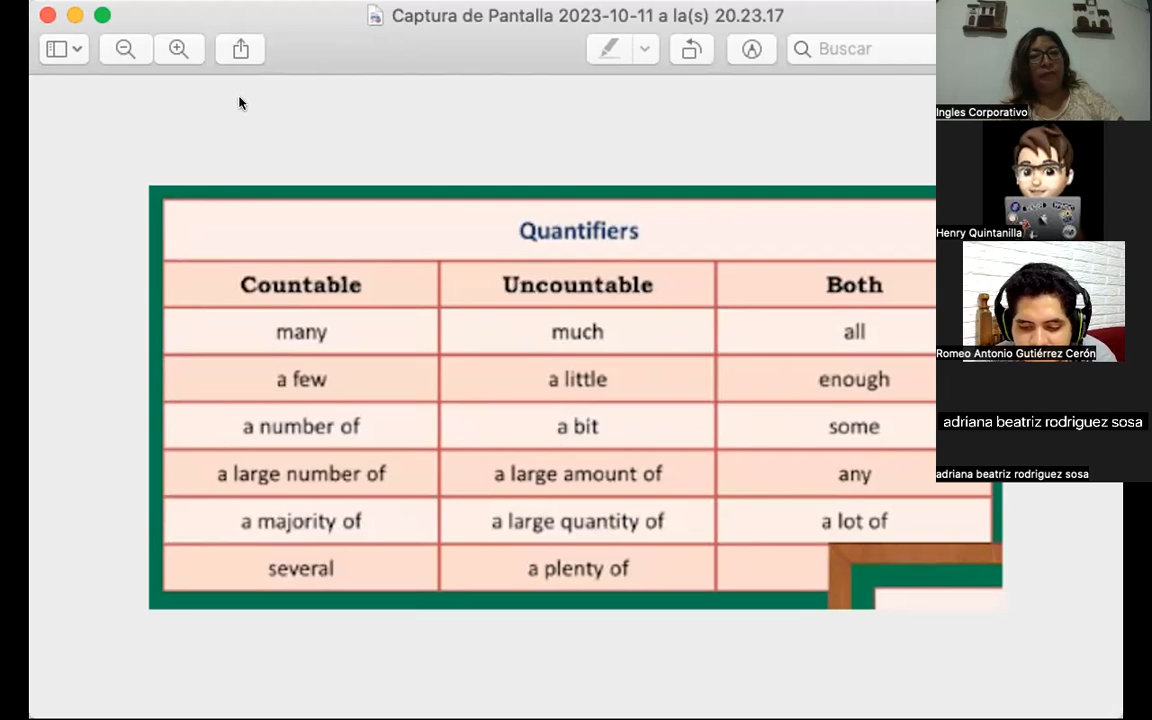 Captura de Pantalla 2023-10-11 a la(s) 20.23.17
Buscar
Quantifiers
Countable Uncountable Both
many much all
a few a little enough
a number of a bit some
a large number of a large amount of any
a majority of a large quantity of a lot of
several a plenty of
Ingles Corporativo
Henry Quintanilla
Romeo Antonio Gutiérrez Cerón
adriana beatriz rodriguez sosa
adriana beatriz rodriguez sosa